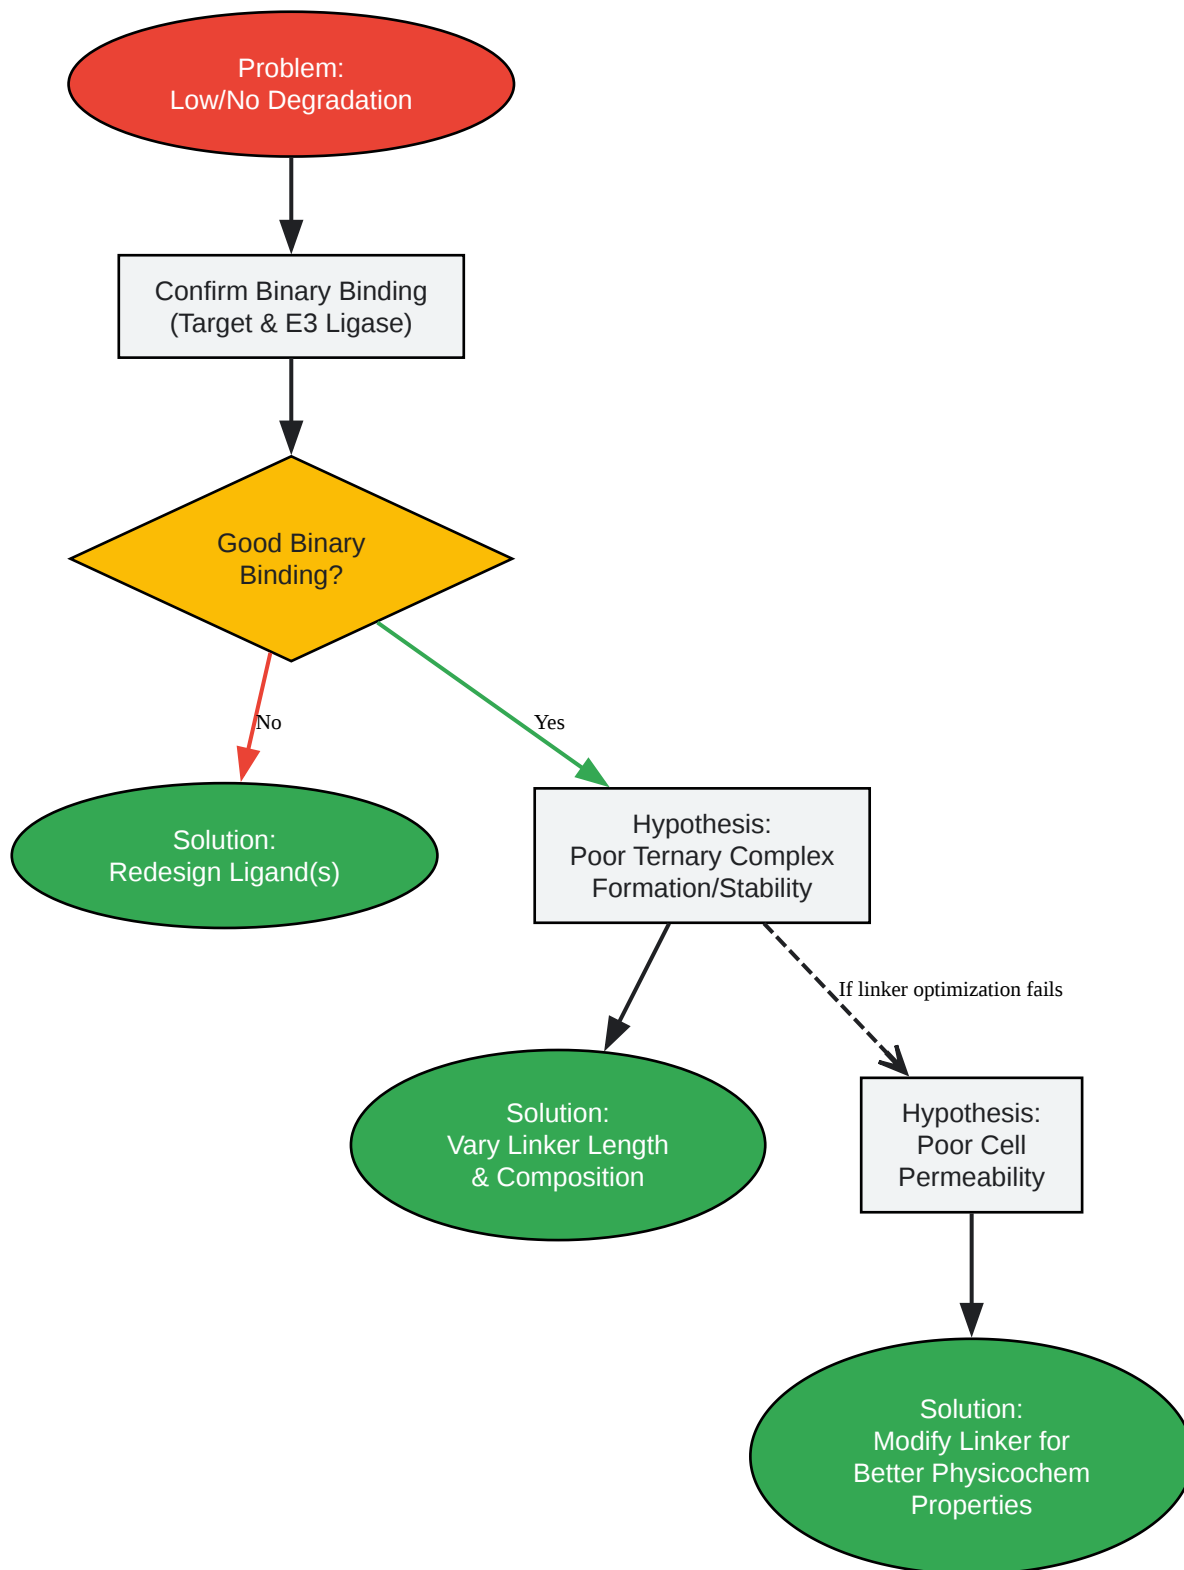 Problem:
Low/No Degradation
Confirm Binary Binding
(Target & E3 Ligase)
Good Binary
Binding?
No
Yes
Solution:
Redesign Ligand(s)
Hypothesis:
Poor Ternary Complex
Formation/Stability
If linker optimization fails
Solution:
Vary Linker Length
& Composition
Hypothesis:
Poor Cell
Permeability
Solution:
Modify Linker for
Better Physicochem
Properties